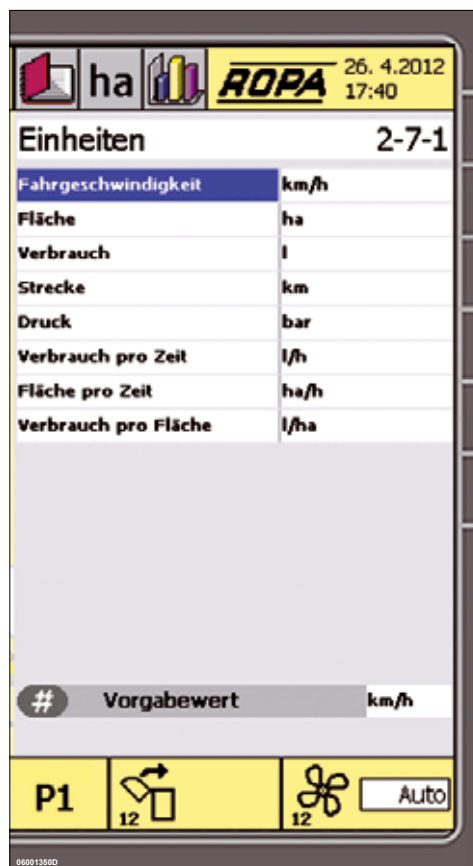 ha ROPA 26. 4.2012
17:40
Einheiten 2-7-1
Fahrgeschwindigkeit km/h
Fläche ha
Verbrauch l
Strecke km
Druck bar
Verbrauch pro Zeit l/h
Fläche pro Zeit ha/h
Verbrauch pro Fläche l/ha
# Vorgabewert km/h
P1 12 12 Auto
06001350D